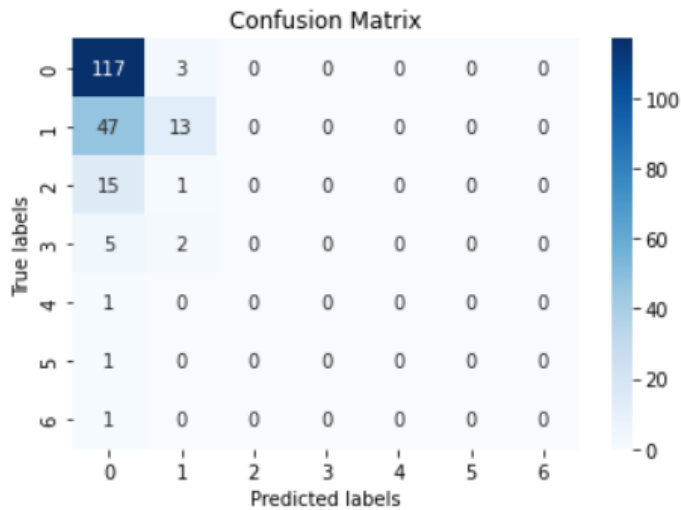 Confusion Matrix
0 117 3 0 0 0 0 0
1 47 13 0 0 0 0 0
2 15 1 0 0 0 0 0
3 5 2 0 0 0 0 0
4 1 0 0 0 0 0 0
5 1 0 0 0 0 0 0
6 1 0 0 0 0 0 0
0 1 2 3 4 5 6
Predicted labels
True labels
100
80
60
40
20
0